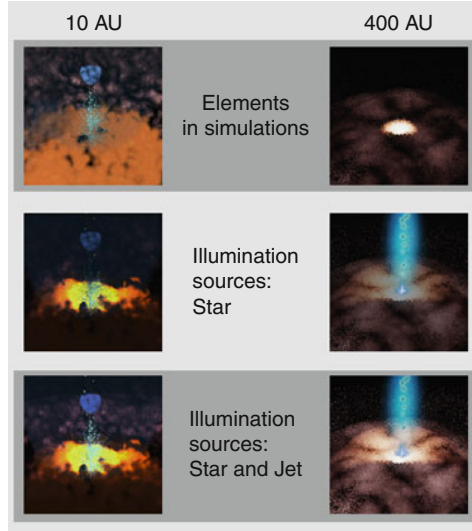 10 AU
400 AU
Elements
in simulations
Illumination
sources:
Star
Illumination
sources:
Star and Jet